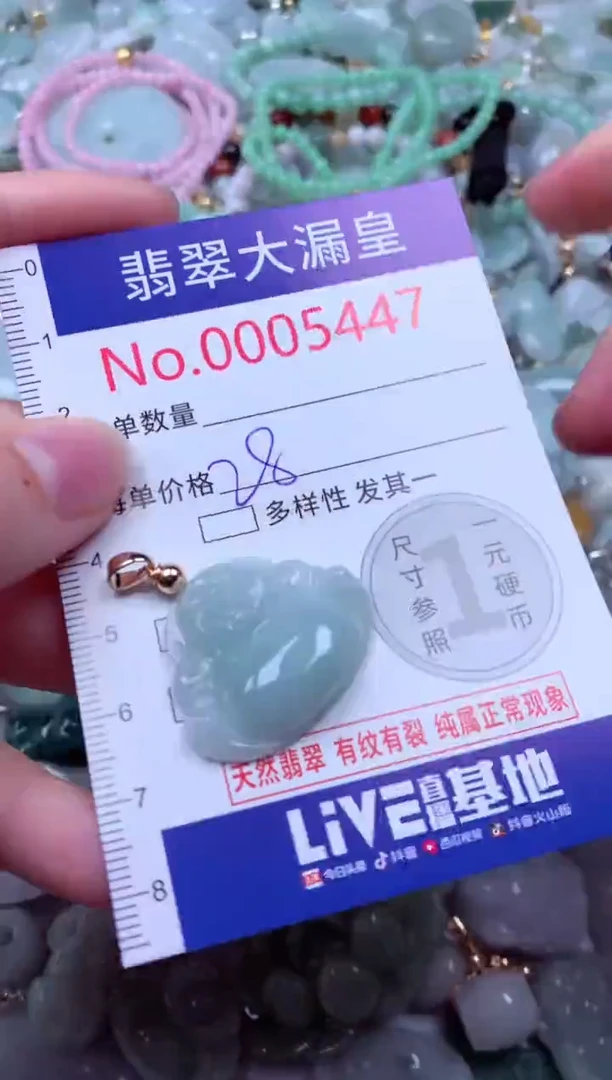 翡翠大漏皇
No.0005447
单数量
每单价格 28
多样性 发其一
尺寸参照
1
一元硬币
天然翡翠 有纹有裂 纯属正常现象
LiVE直播基地
今日头条 抖音 西瓜视频 抖音火山版
0
1
2
4
5
6
7
8